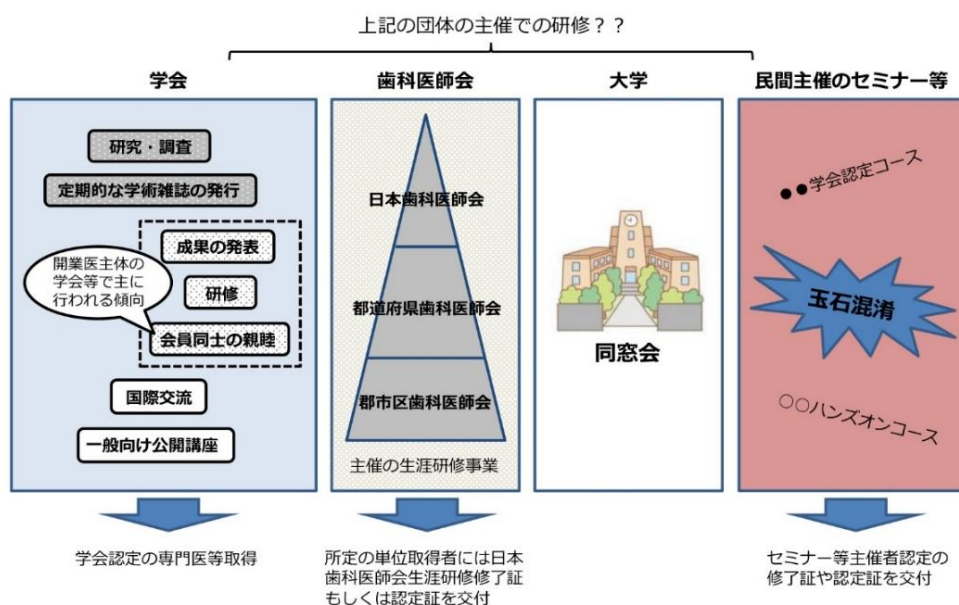 上記の団体の主催での研修？？
学会
歯科医師会
大学
民間主催のセミナー等
研究・調査
定期的な学術雑誌の発行
成果の発表
研修
会員同士の親睦
開業医主体の
学会等で主に
行われる傾向
国際交流
一般向け公開講座
日本歯科医師会
都道府県歯科医師会
郡市区歯科医師会
主催の生涯研修事業
同窓会
●●学会認定コース
玉石混淆
○○ハンズオンコース
学会認定の専門医等取得
所定の単位取得者には日本
歯科医師会生涯研修修了証
もしくは認定証を交付
セミナー等主催者認定の
修了証や認定証を交付